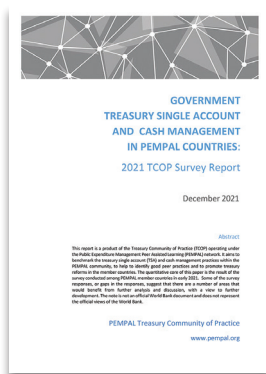 GOVERNMENT
TREASURY SINGLE ACCOUNT
AND CASH MANAGEMENT
IN PEMPAL COUNTRIES:
2021 TCOP Survey Report
December 2021
Abstract
This report is a product of the Treasury Community of Practice (TCOP) operating under
the Public Expenditure Management Peer Assisted Learning (PEMPAL) network. It aims to
benchmark the treasury single account (TSA) and cash management practices within the
PEMPAL community, to help to identify good peer practices and to promote treasury
reforms in the member countries. The quantitative core of this paper is the result of the
survey conducted among PEMPAL member countries in early 2021. Some of the survey
responses, or gaps in the responses, suggest that there are a number of areas that
would benefit from further analysis and discussion, with a view to further
development. The note is not an official World Bank document and does not represent
the official views of the World Bank.
PEMPAL Treasury Community of Practice
www.pempal.org